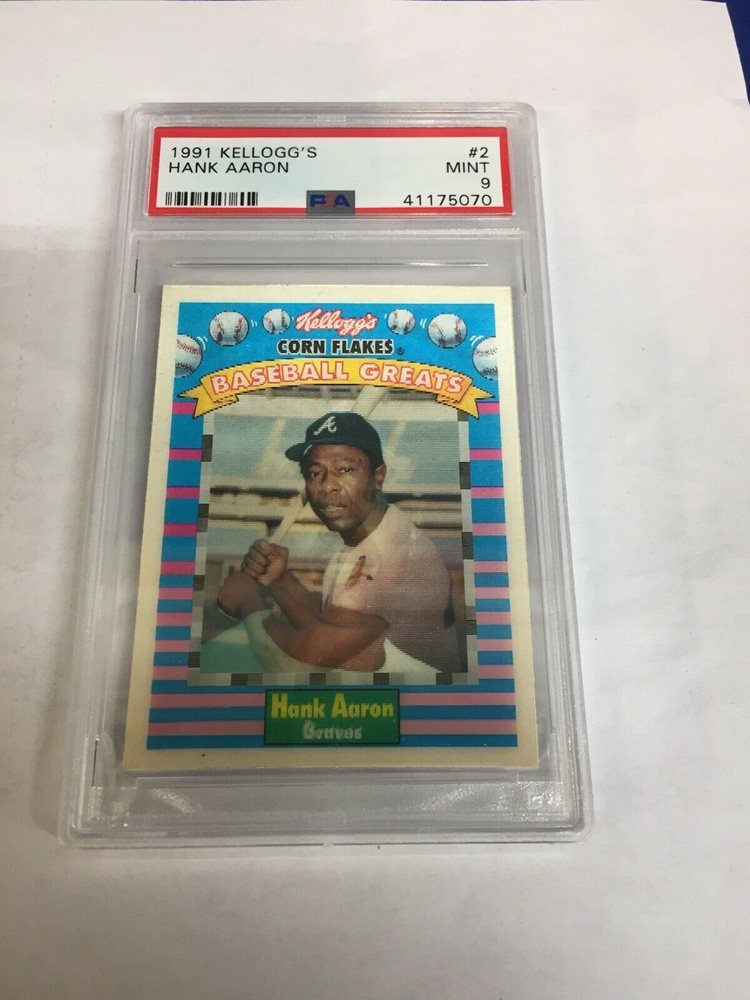 1991 KELLOGG'S #2
HANK AARON MINT
9
PSA 41175070
Kellogg's
CORN FLAKES®
BASEBALL GREATS
A
Hank Aaron
Braves